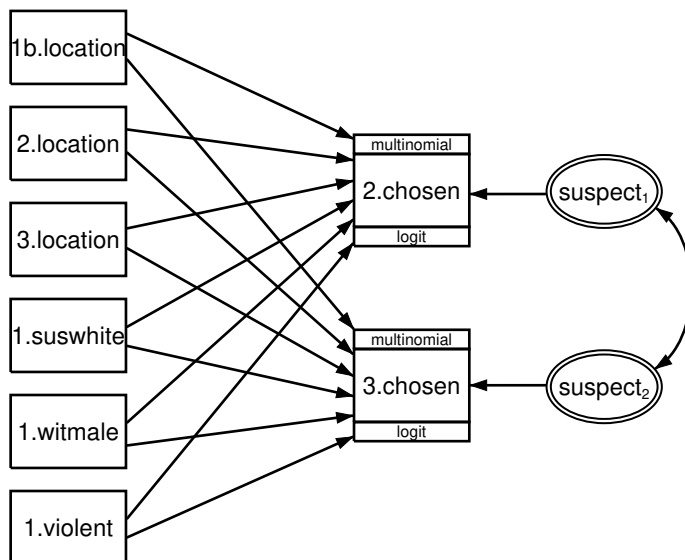 1b.location
2.location
3.location
1.suswhite
1.witmale
1.violent
multinomial
2.chosen
logit
multinomial
3.chosen
logit
suspect₁
suspect₂